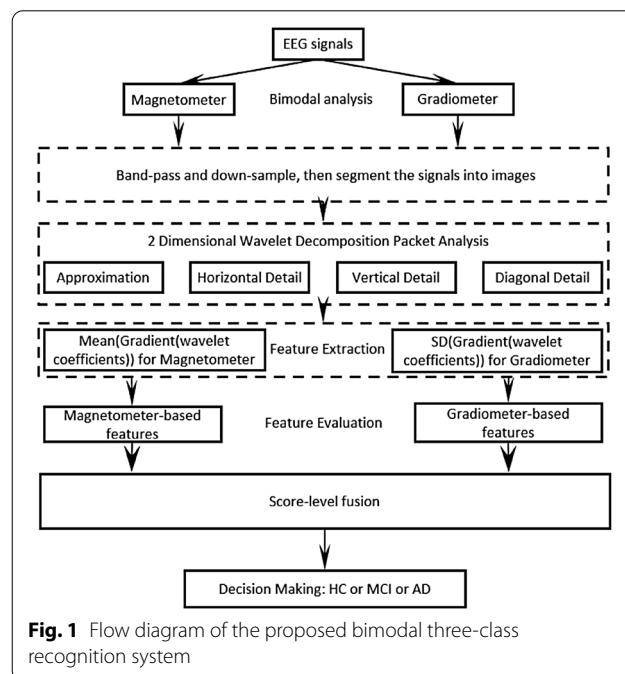 EEG signals
Magnetometer
Bimodal analysis
Gradiometer
Band-pass and down-sample, then segment the signals into images
2 Dimensional Wavelet Decomposition Packet Analysis
Approximation
Horizontal Detail
Vertical Detail
Diagonal Detail
Mean(Gradient(wavelet
coefficients)) for Magnetometer
Feature Extraction
SD(Gradient(wavelet
coefficients)) for Gradiometer
Magnetometer-based
features
Feature Evaluation
Gradiometer-based
features
Score-level fusion
Decision Making: HC or MCI or AD
Fig. 1 Flow diagram of the proposed bimodal three-class
recognition system